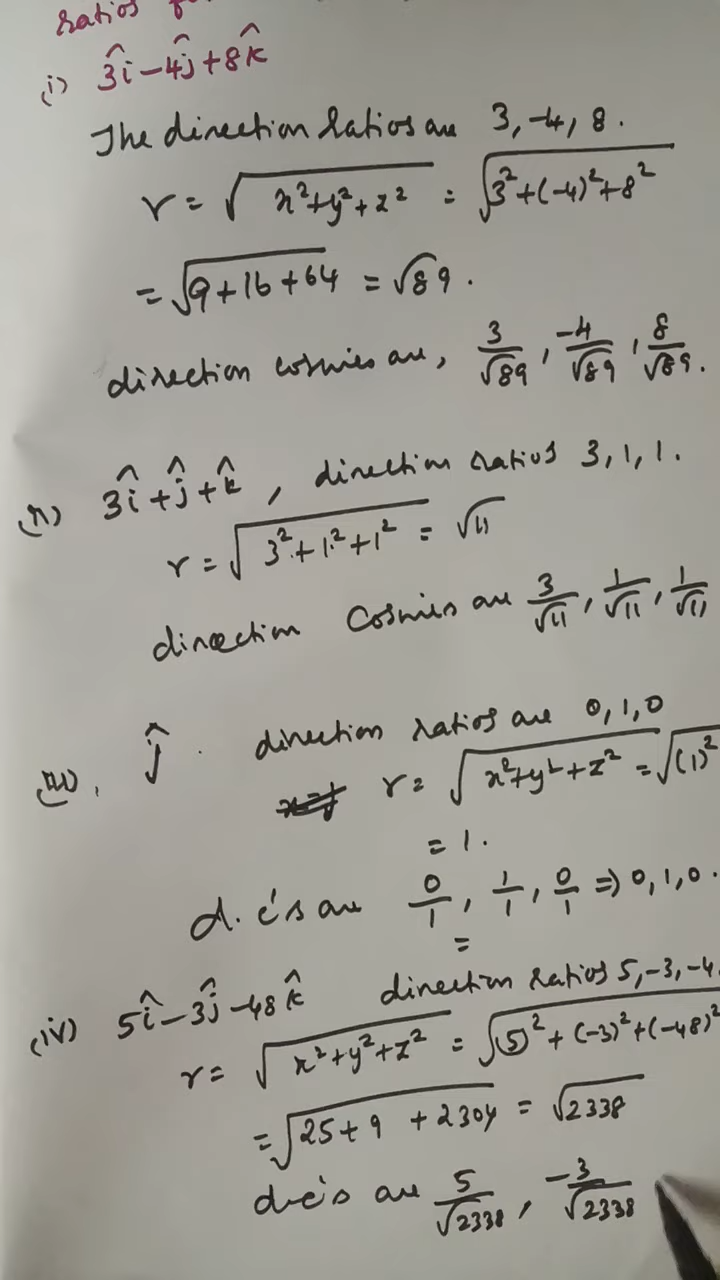 ratios
(i) 3î-4ĵ+8k̂
The direction ratios are 3, -4, 8.
r = √x²+y²+z² = √3²+(-4)²+8²
= √9+16+64 = √89.
direction cosines are, 3/√89, -4/√89, 8/√89.
(ii) 3î+ĵ+k̂, direction ratios 3, 1, 1.
r = √3²+1²+1² = √11
direction cosines are 3/√11, 1/√11, 1/√11
(iii). ĵ. direction ratios are 0, 1, 0
r = √x²+y²+z² = √(1)²
= 1.
d.c's are 0/1, 1/1, 0/1 ⇒ 0, 1, 0.
=
(iv) 5î-3ĵ-48k̂ direction ratios 5, -3, -4
r = √x²+y²+z² = √(5)²+(-3)²+(-48)²
= √25+9+2304 = √2338
d.c's are 5/√2338, -3/√2338